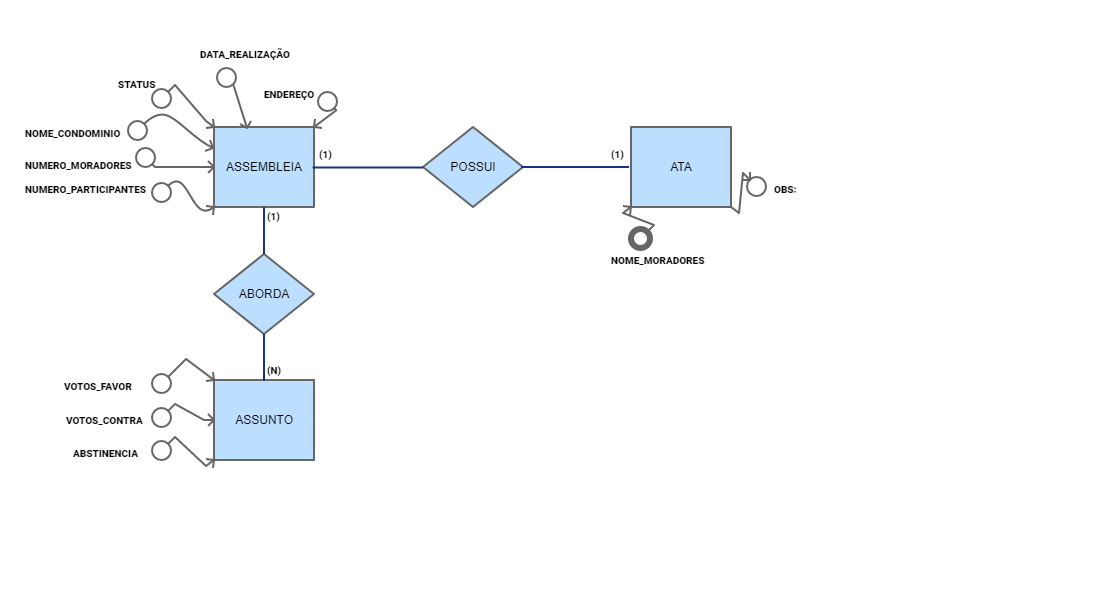 DATA_REALIZAÇÃO
STATUS
ENDEREÇO
NOME_CONDOMINIO
NUMERO_MORADORES
NUMERO_PARTICIPANTES
ASSEMBLEIA
(1)
POSSUI
(1)
ATA
OBS:
NOME_MORADORES
(1)
ABORDA
(N)
VOTOS_FAVOR
VOTOS_CONTRA
ABSTINENCIA
ASSUNTO